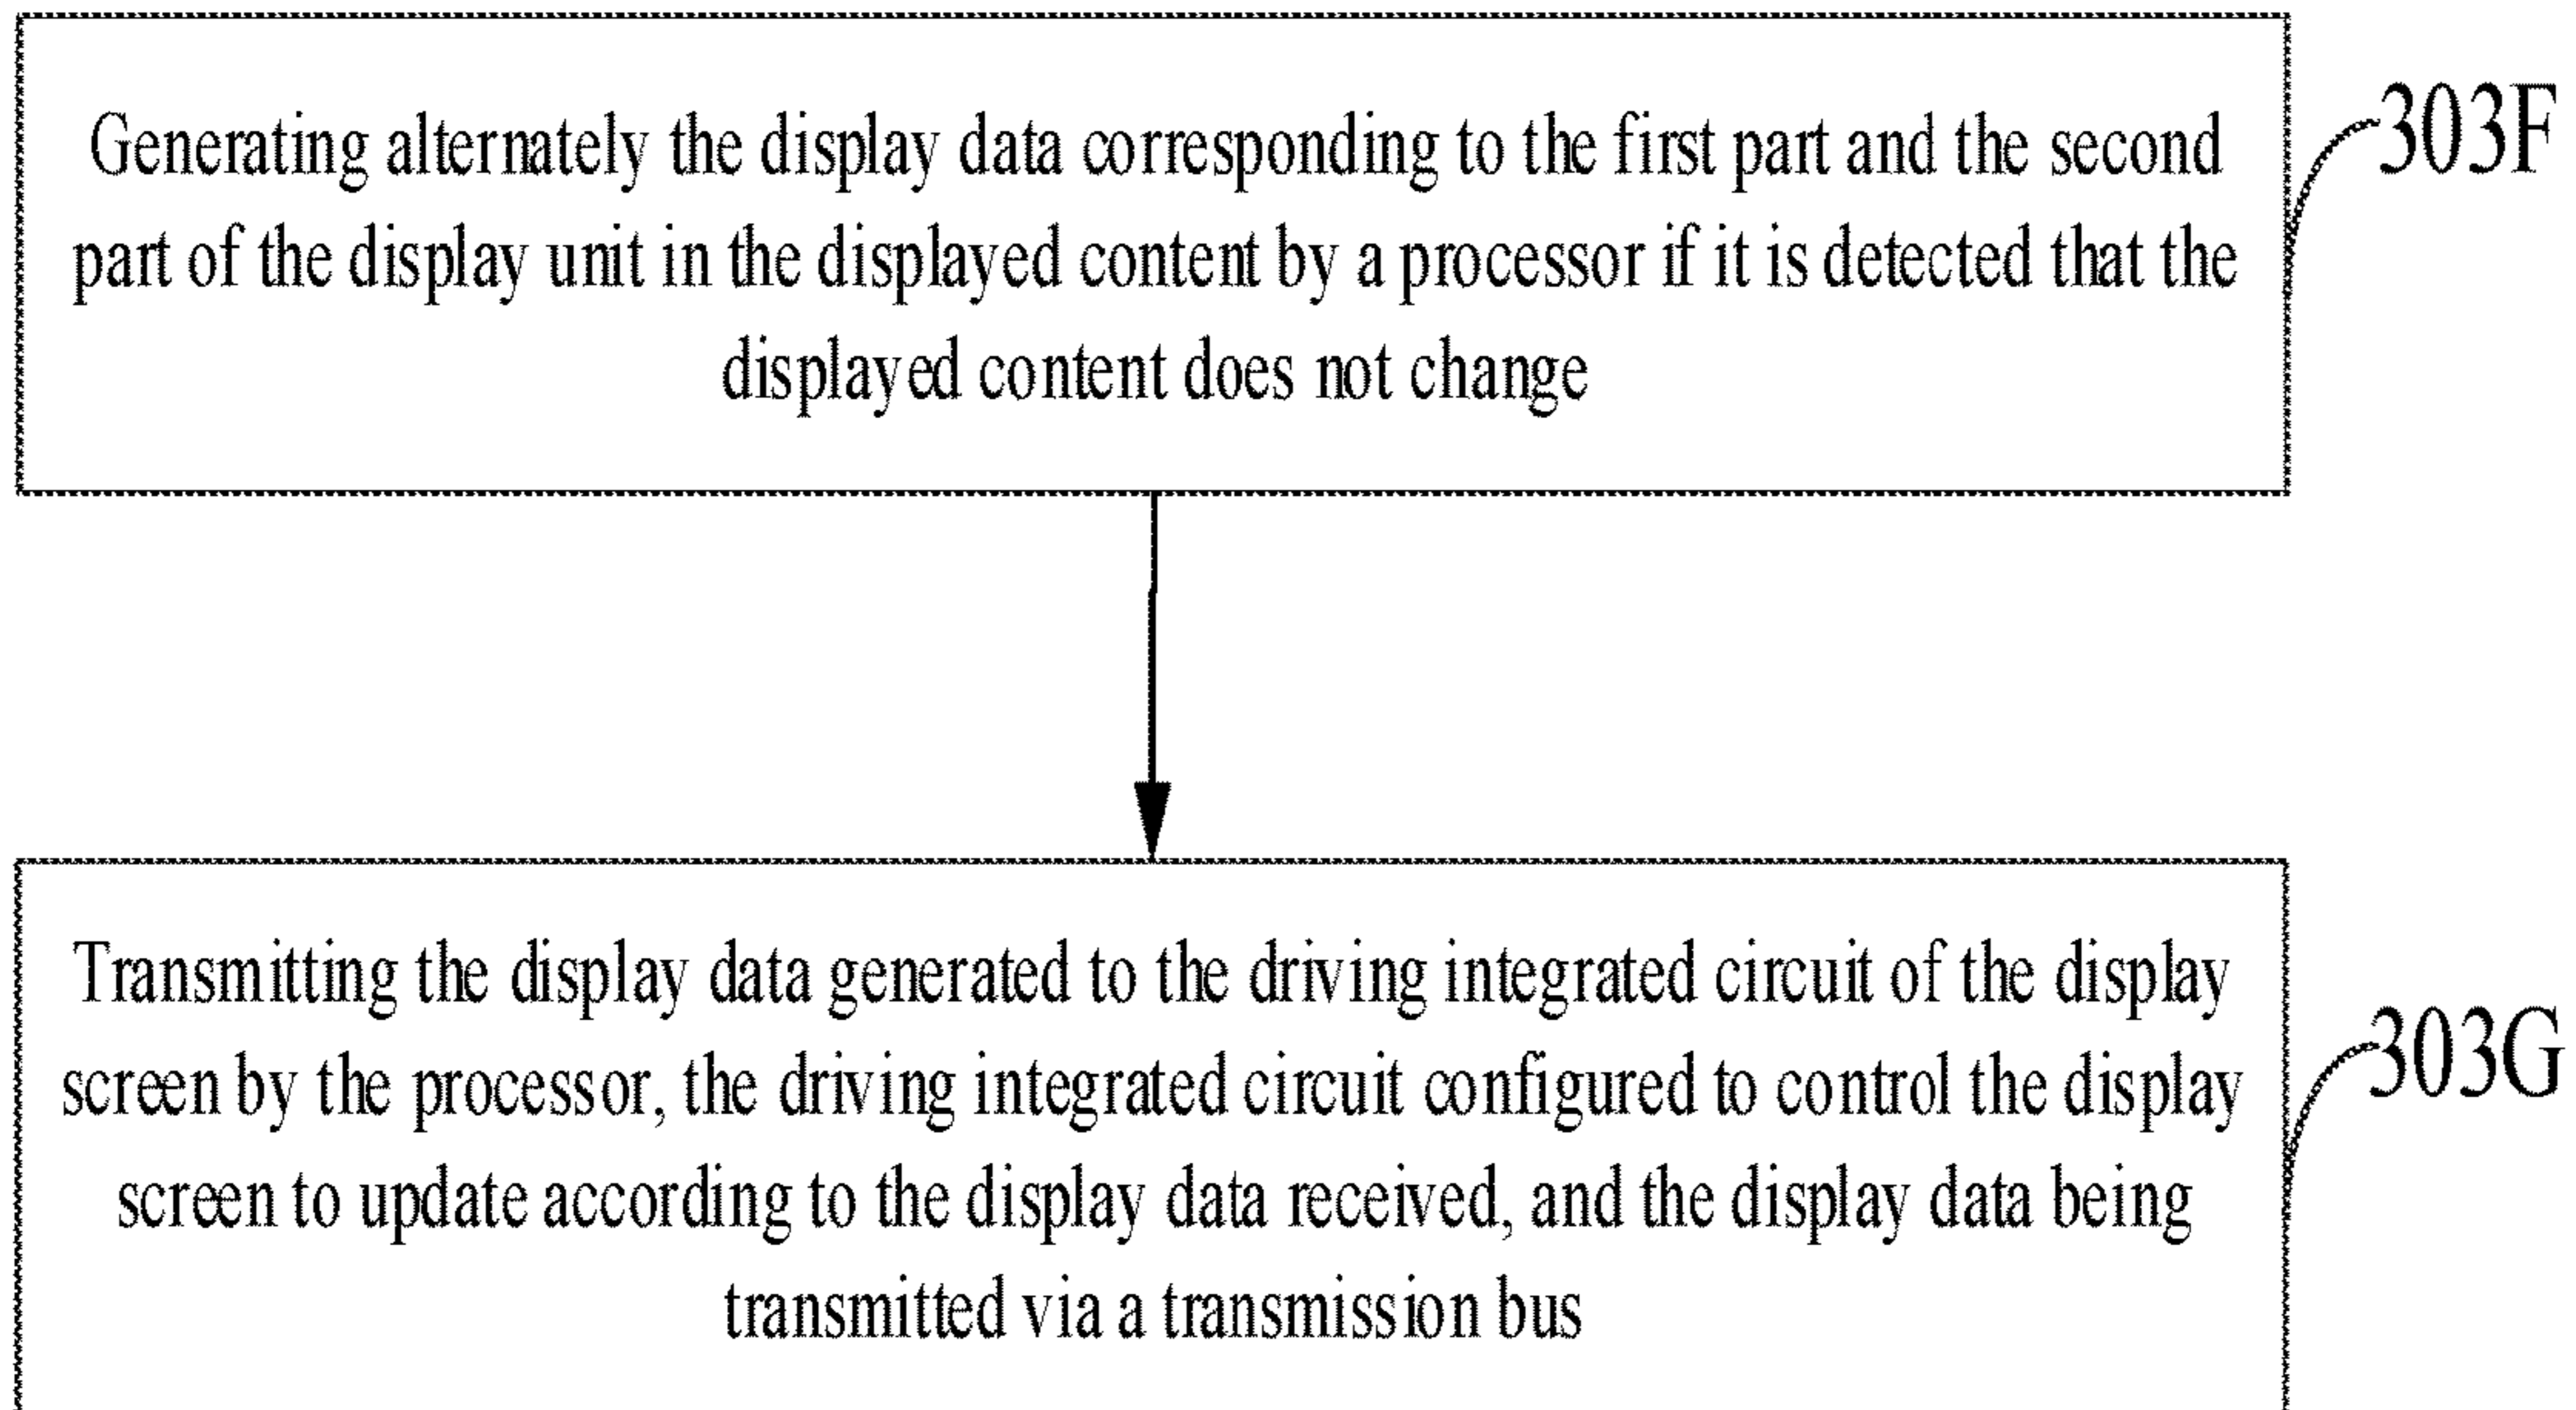 Generating alternately the display data corresponding to the first part and the second
part of the display unit in the displayed content by a processor if it is detected that the
displayed content does not change
303F
Transmitting the display data generated to the driving integrated circuit of the display
screen by the processor, the driving integrated circuit configured to control the display
screen to update according to the display data received, and the display data being
transmitted via a transmission bus
303G